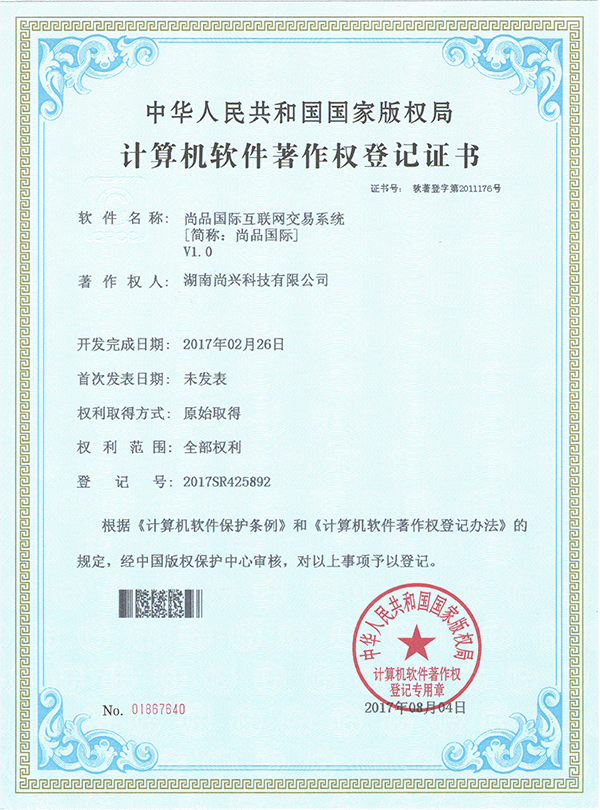 中华人民共和国国家版权局
计算机软件著作权登记证书
证书号： 软著登字第2011176号
软件名称： 尚品国际互联网交易系统
[简称：尚品国际]
V1.0
著作权人： 湖南尚兴科技有限公司
开发完成日期： 2017年02月26日
首次发表日期： 未发表
权利取得方式： 原始取得
权利范围： 全部权利
登记号： 2017SR425892
根据《计算机软件保护条例》和《计算机软件著作权登记办法》的
规定，经中国版权保护中心审核，对以上事项予以登记。
中华人民共和国国家版权局
计算机软件著作权
登记专用章
No. 01867640
2017年08月04日